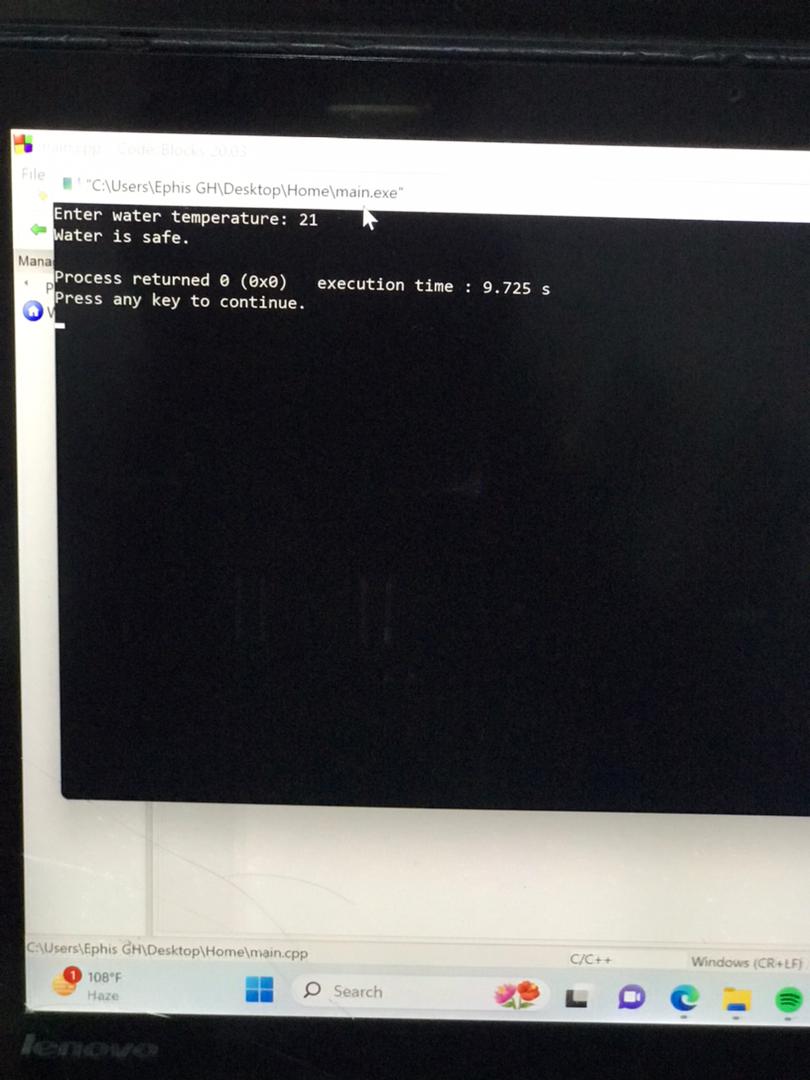 main.cpp - Code::Blocks 20.03
File
"C:\Users\Ephis GH\Desktop\Home\main.exe"
Enter water temperature: 21
Water is safe.
Mana
Process returned 0 (0x0)   execution time : 9.725 s
P
Press any key to continue.
C:\Users\Ephis GH\Desktop\Home\main.cpp
C/C++
Windows (CR+LF)
1
108°F
Haze
Search
lenovo